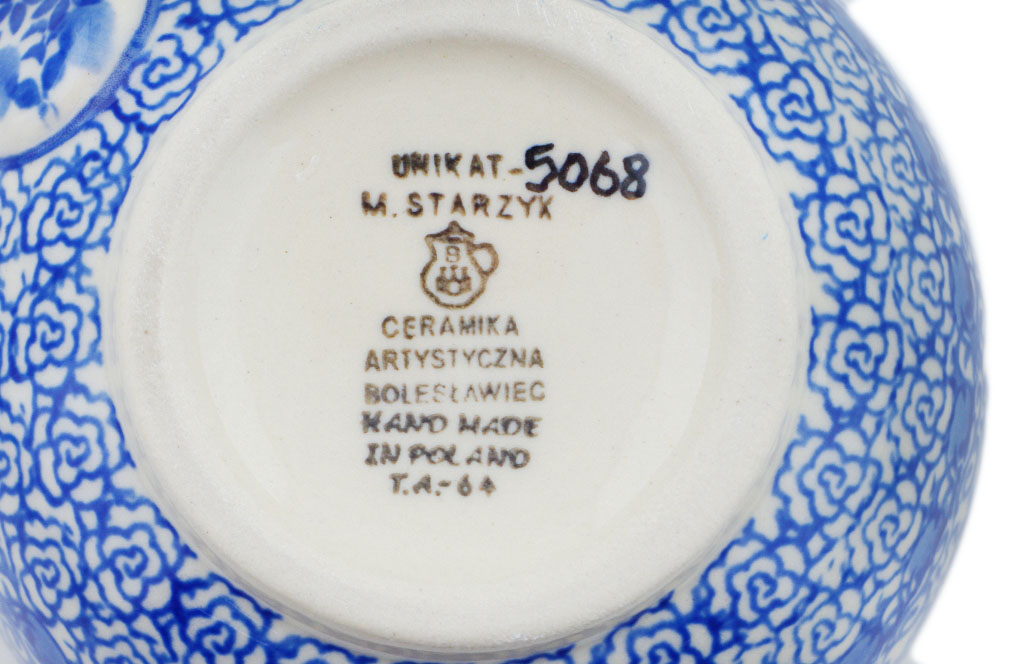 UNIKAT.-5068
M. STARZYK
CERAMIKA
ARTYSTYCZNA
BOLESŁAWIEC
HAND MADE
IN POLAND
T.A.-64